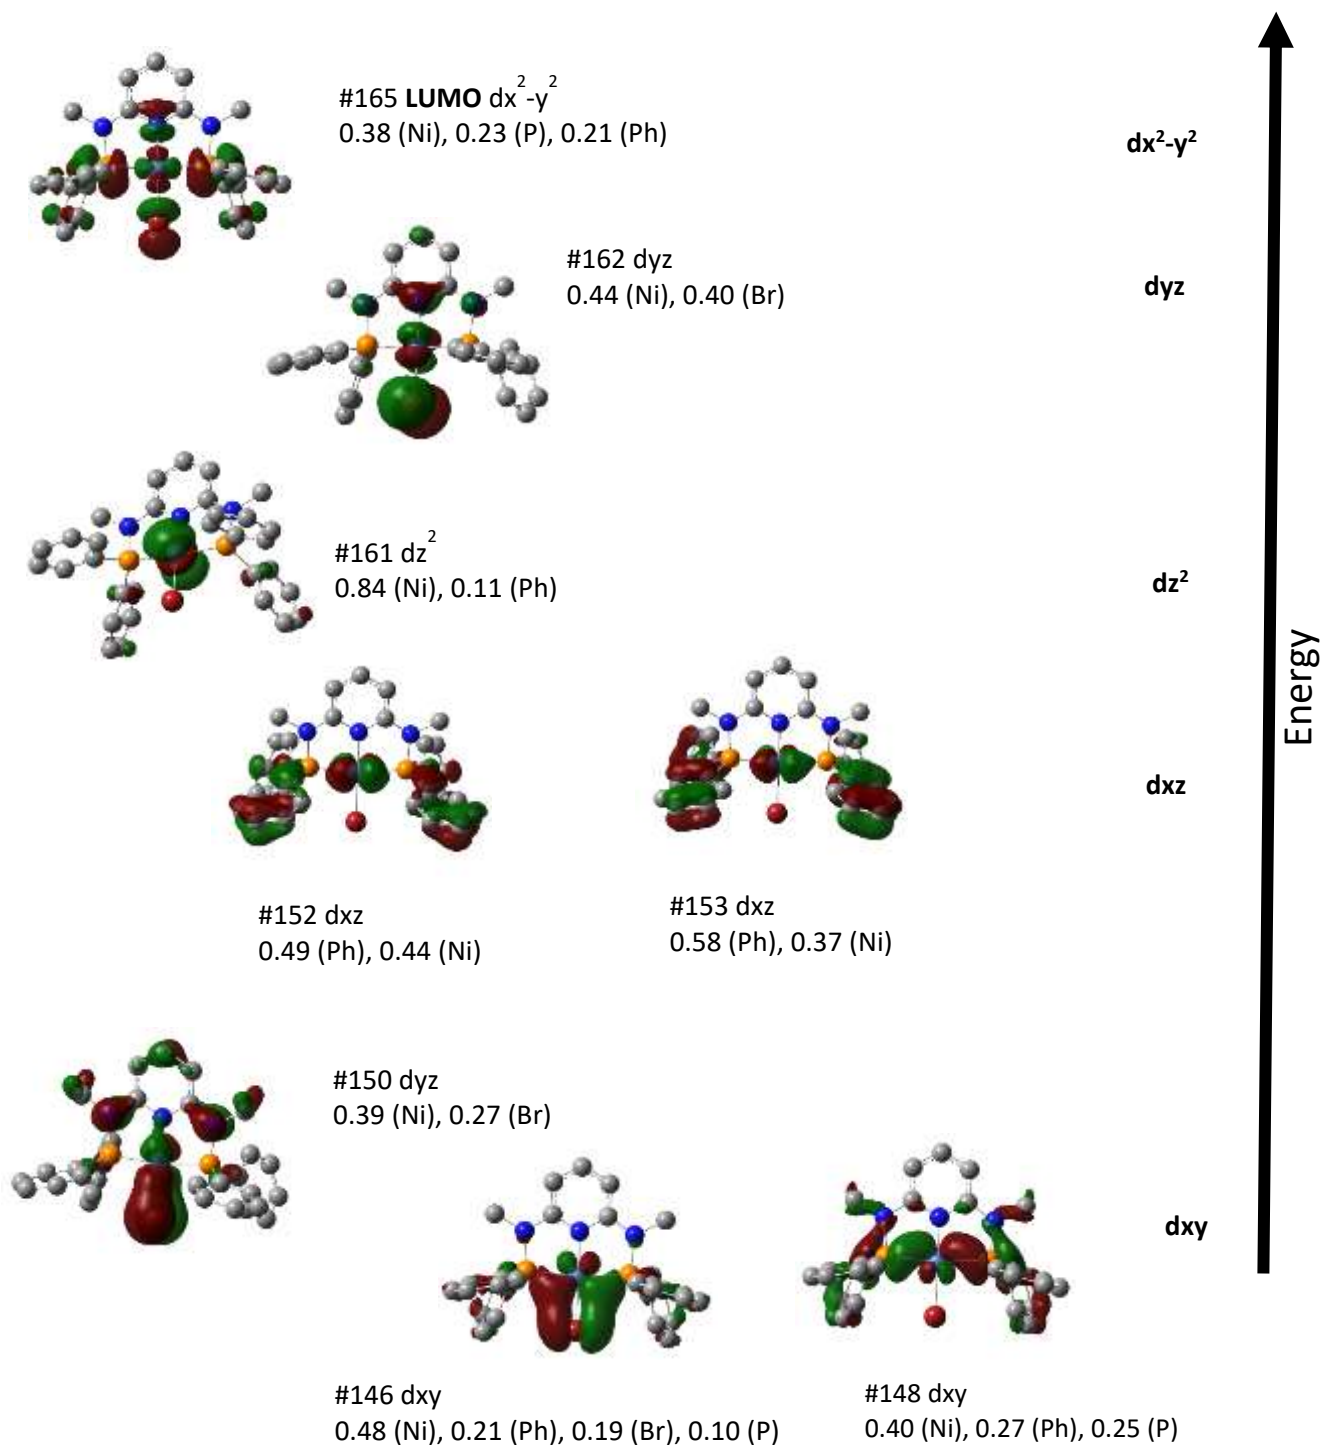 #165 LUMO dx²-y²
0.38 (Ni), 0.23 (P), 0.21 (Ph)
dx²-y²
#162 dyz
0.44 (Ni), 0.40 (Br)
dyz
#161 dz²
0.84 (Ni), 0.11 (Ph)
dz²
Energy
dxz
#152 dxz
0.49 (Ph), 0.44 (Ni)
#153 dxz
0.58 (Ph), 0.37 (Ni)
#150 dyz
0.39 (Ni), 0.27 (Br)
dxy
#146 dxy
0.48 (Ni), 0.21 (Ph), 0.19 (Br), 0.10 (P)
#148 dxy
0.40 (Ni), 0.27 (Ph), 0.25 (P)